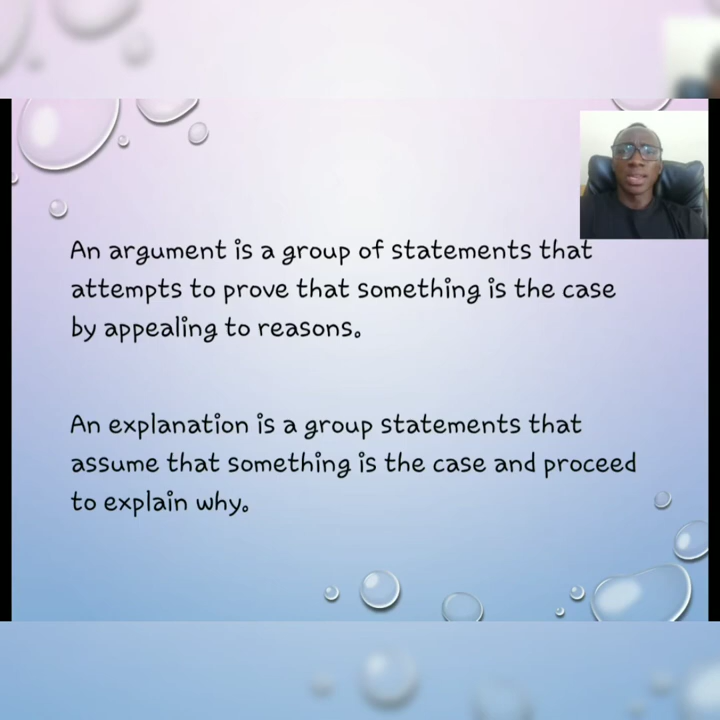 An argument is a group of statements that
attempts to prove that something is the case
by appealing to reasons.
An explanation is a group statements that
assume that something is the case and proceed
to explain why.